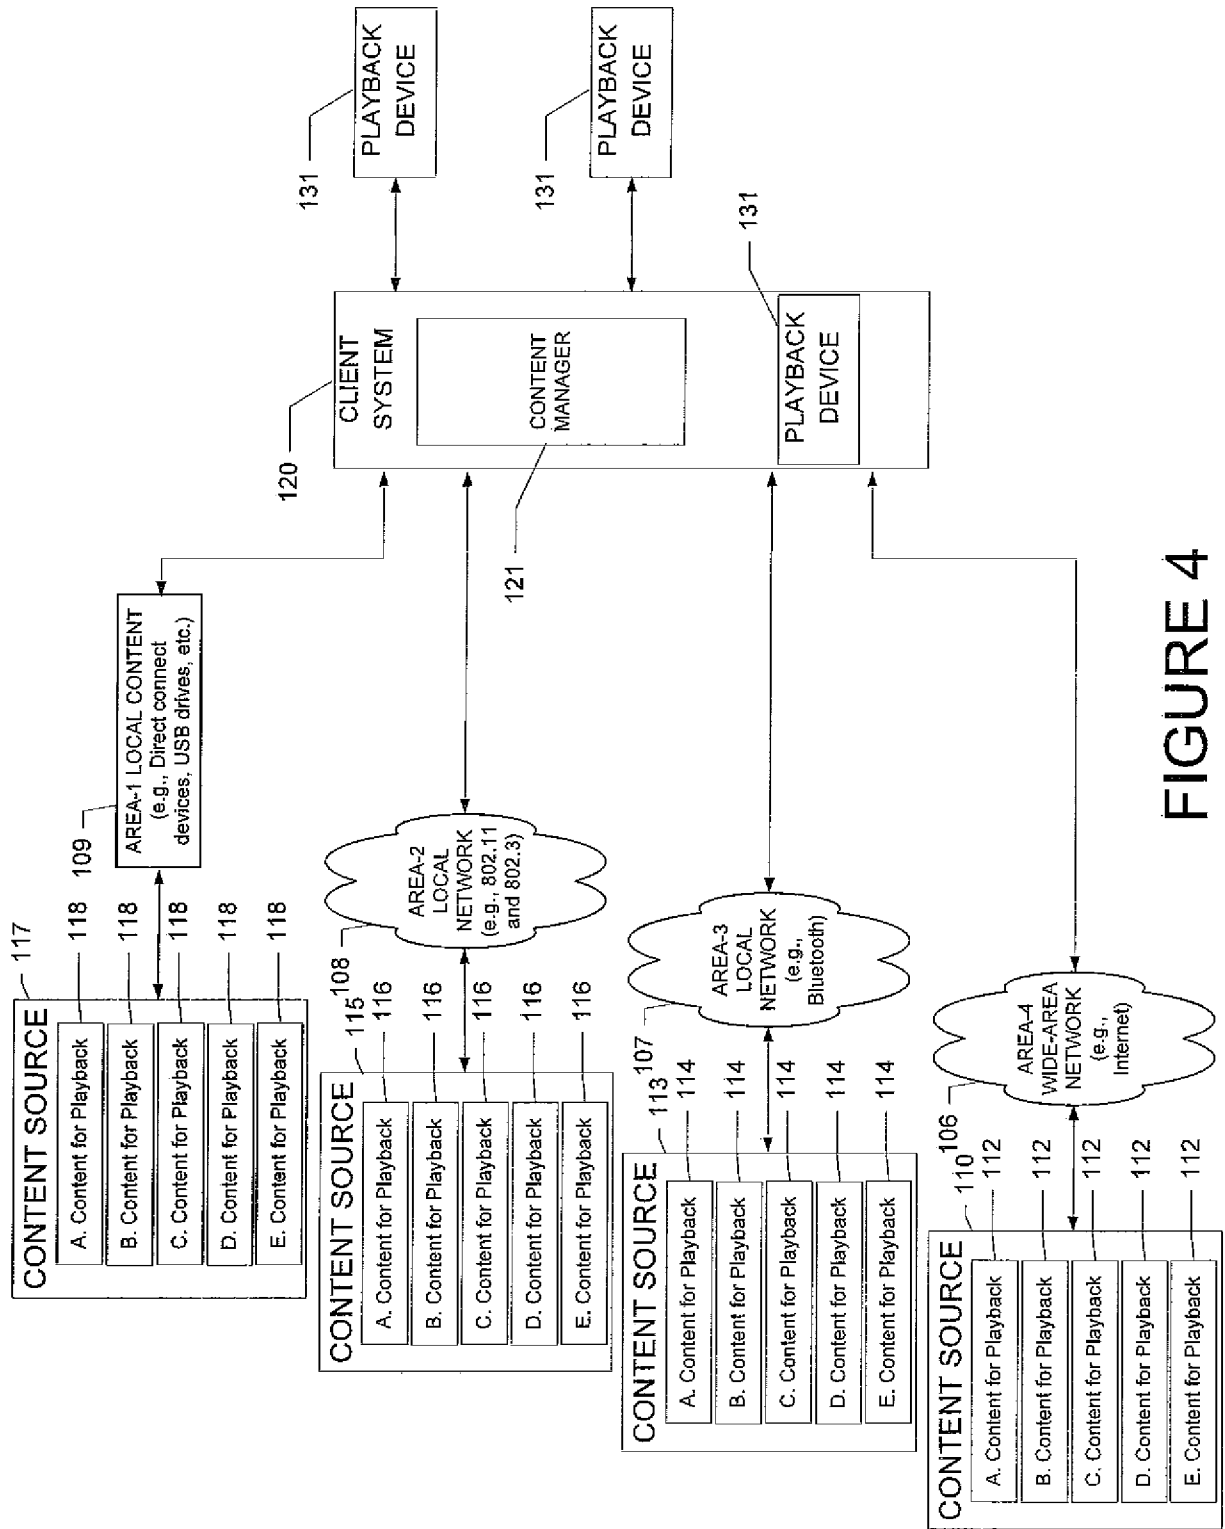 CONTENT SOURCE
117
A. Content for Playback
118
B. Content for Playback
118
C. Content for Playback
118
D. Content for Playback
118
E. Content for Playback
118
109
AREA-1 LOCAL CONTENT
(e.g., Direct connect
devices, USB drives, etc.)
CONTENT SOURCE
115
A. Content for Playback
116
B. Content for Playback
116
C. Content for Playback
116
D. Content for Playback
116
E. Content for Playback
116
108
AREA-2
LOCAL
NETWORK
(e.g., 802.11
and 802.3)
CONTENT SOURCE
113
A. Content for Playback
114
B. Content for Playback
114
C. Content for Playback
114
D. Content for Playback
114
E. Content for Playback
114
107
AREA-3
LOCAL
NETWORK
(e.g.,
Bluetooth)
CONTENT SOURCE
110
A. Content for Playback
112
B. Content for Playback
112
C. Content for Playback
112
D. Content for Playback
112
E. Content for Playback
112
106
AREA-4
WIDE-AREA
NETWORK
(e.g.,
Internet)
120
CLIENT
SYSTEM
121
CONTENT
MANAGER
131
PLAYBACK
DEVICE
131
PLAYBACK
DEVICE
131
PLAYBACK
DEVICE
FIGURE 4